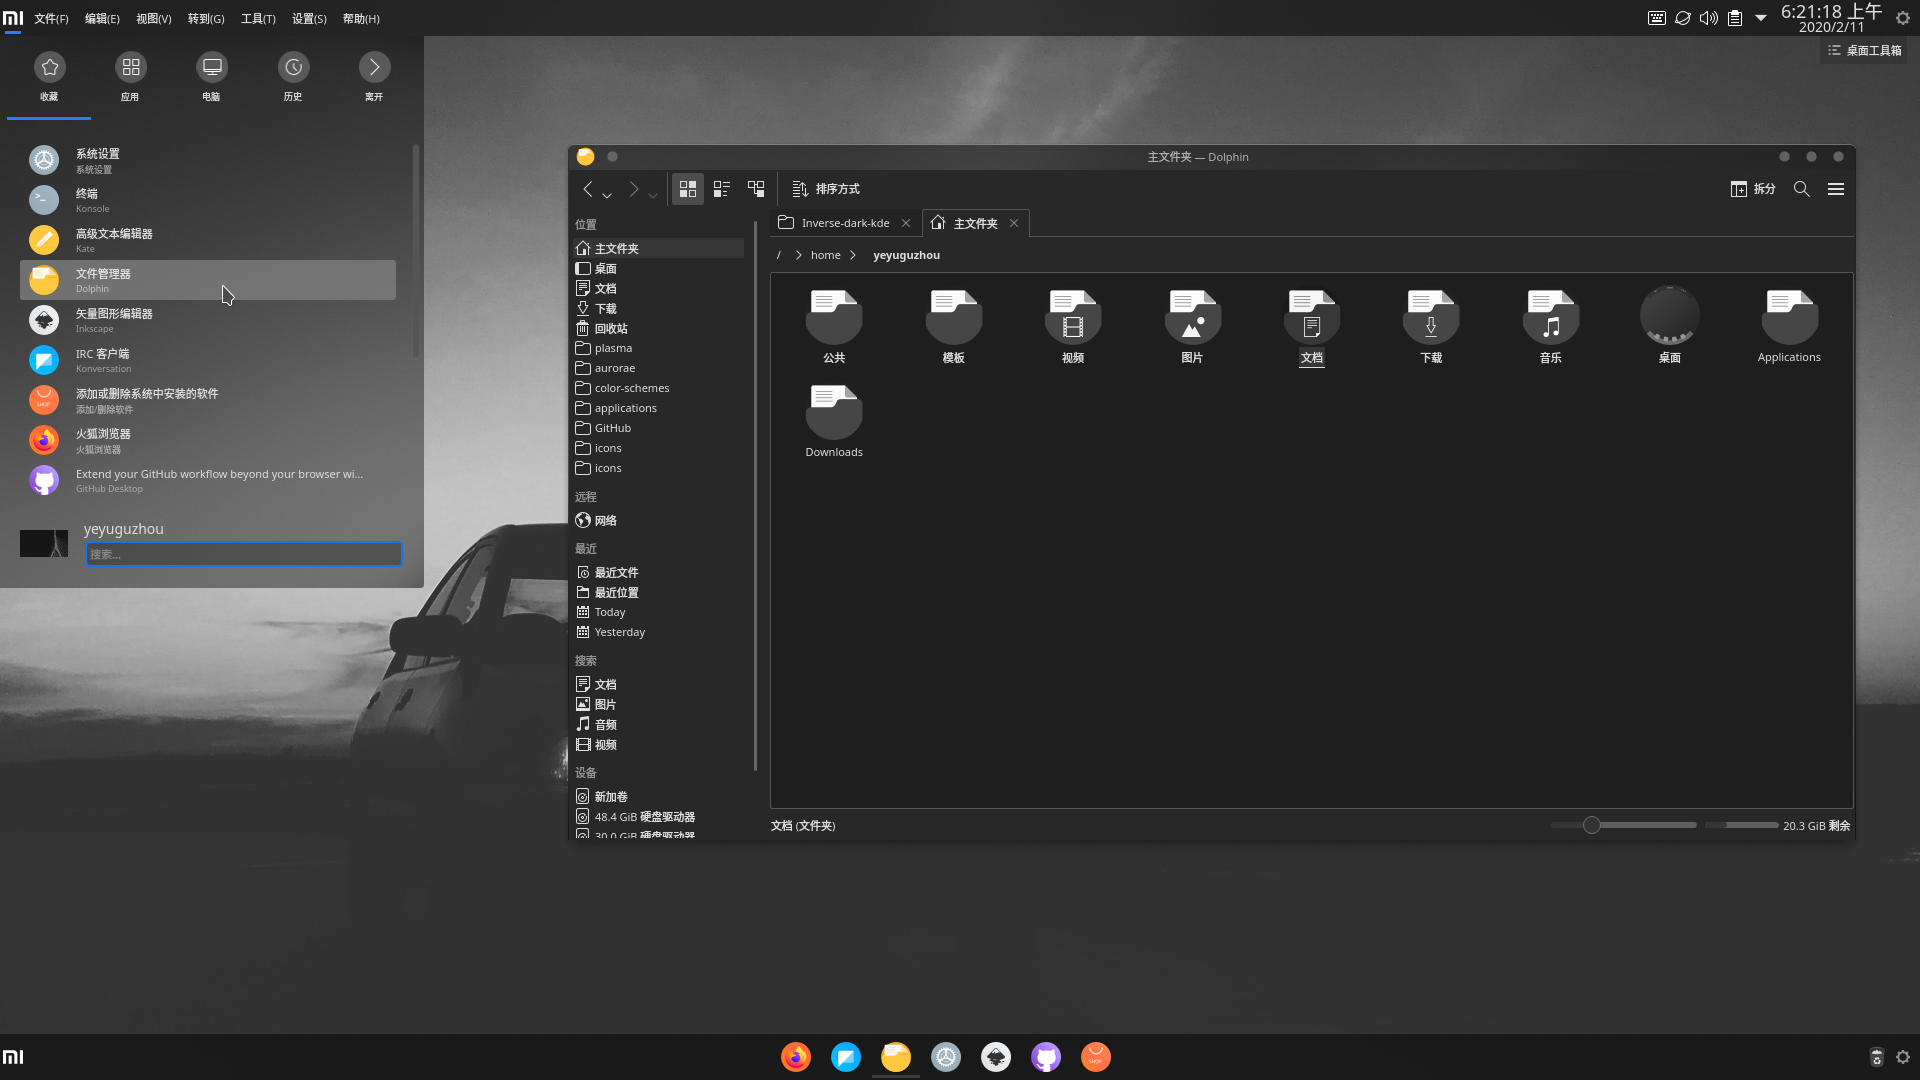 文件(F) 编辑(E) 视图(V) 转到(G) 工具(T) 设置(S) 帮助(H)
6:21:18 上午
2020/2/11
桌面工具箱
收藏 应用 电脑 历史 离开
系统设置
系统设置
终端
Konsole
高级文本编辑器
Kate
文件管理器
Dolphin
矢量图形编辑器
Inkscape
IRC 客户端
Konversation
添加或删除系统中安装的软件
添加/删除软件
火狐浏览器
火狐浏览器
Extend your GitHub workflow beyond your browser wi...
GitHub Desktop
yeyuguzhou
搜索...
主文件夹 — Dolphin
排序方式
拆分
Inverse-dark-kde
主文件夹
/ home yeyuguzhou
位置
主文件夹
桌面
文档
下载
回收站
plasma
aurorae
color-schemes
applications
GitHub
icons
icons
远程
网络
最近
最近文件
最近位置
Today
Yesterday
搜索
文档
图片
音频
视频
设备
新加卷
48.4 GiB 硬盘驱动器
30.0 GiB 硬盘驱动器
公共 模板 视频 图片 文档 下载 音乐 桌面 Applications
Downloads
文档 (文件夹)
20.3 GiB 剩余